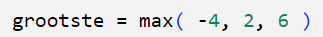 grootste = max( -4, 2, 6 )